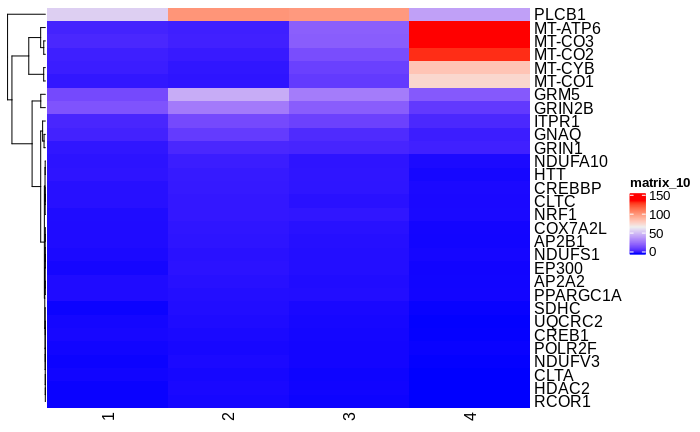 PLCB1
MT-ATP6
MT-CO3
MT-CO2
MT-CYB
MT-CO1
GRM5
GRIN2B
ITPR1
GNAQ
GRIN1
NDUFA10
HTT
CREBBP
CLTC
NRF1
COX7A2L
AP2B1
NDUFS1
EP300
AP2A2
PPARGC1A
SDHC
UQCRC2
CREB1
POLR2F
NDUFV3
CLTA
HDAC2
RCOR1
matrix_10
150
100
50
0
1
2
3
4